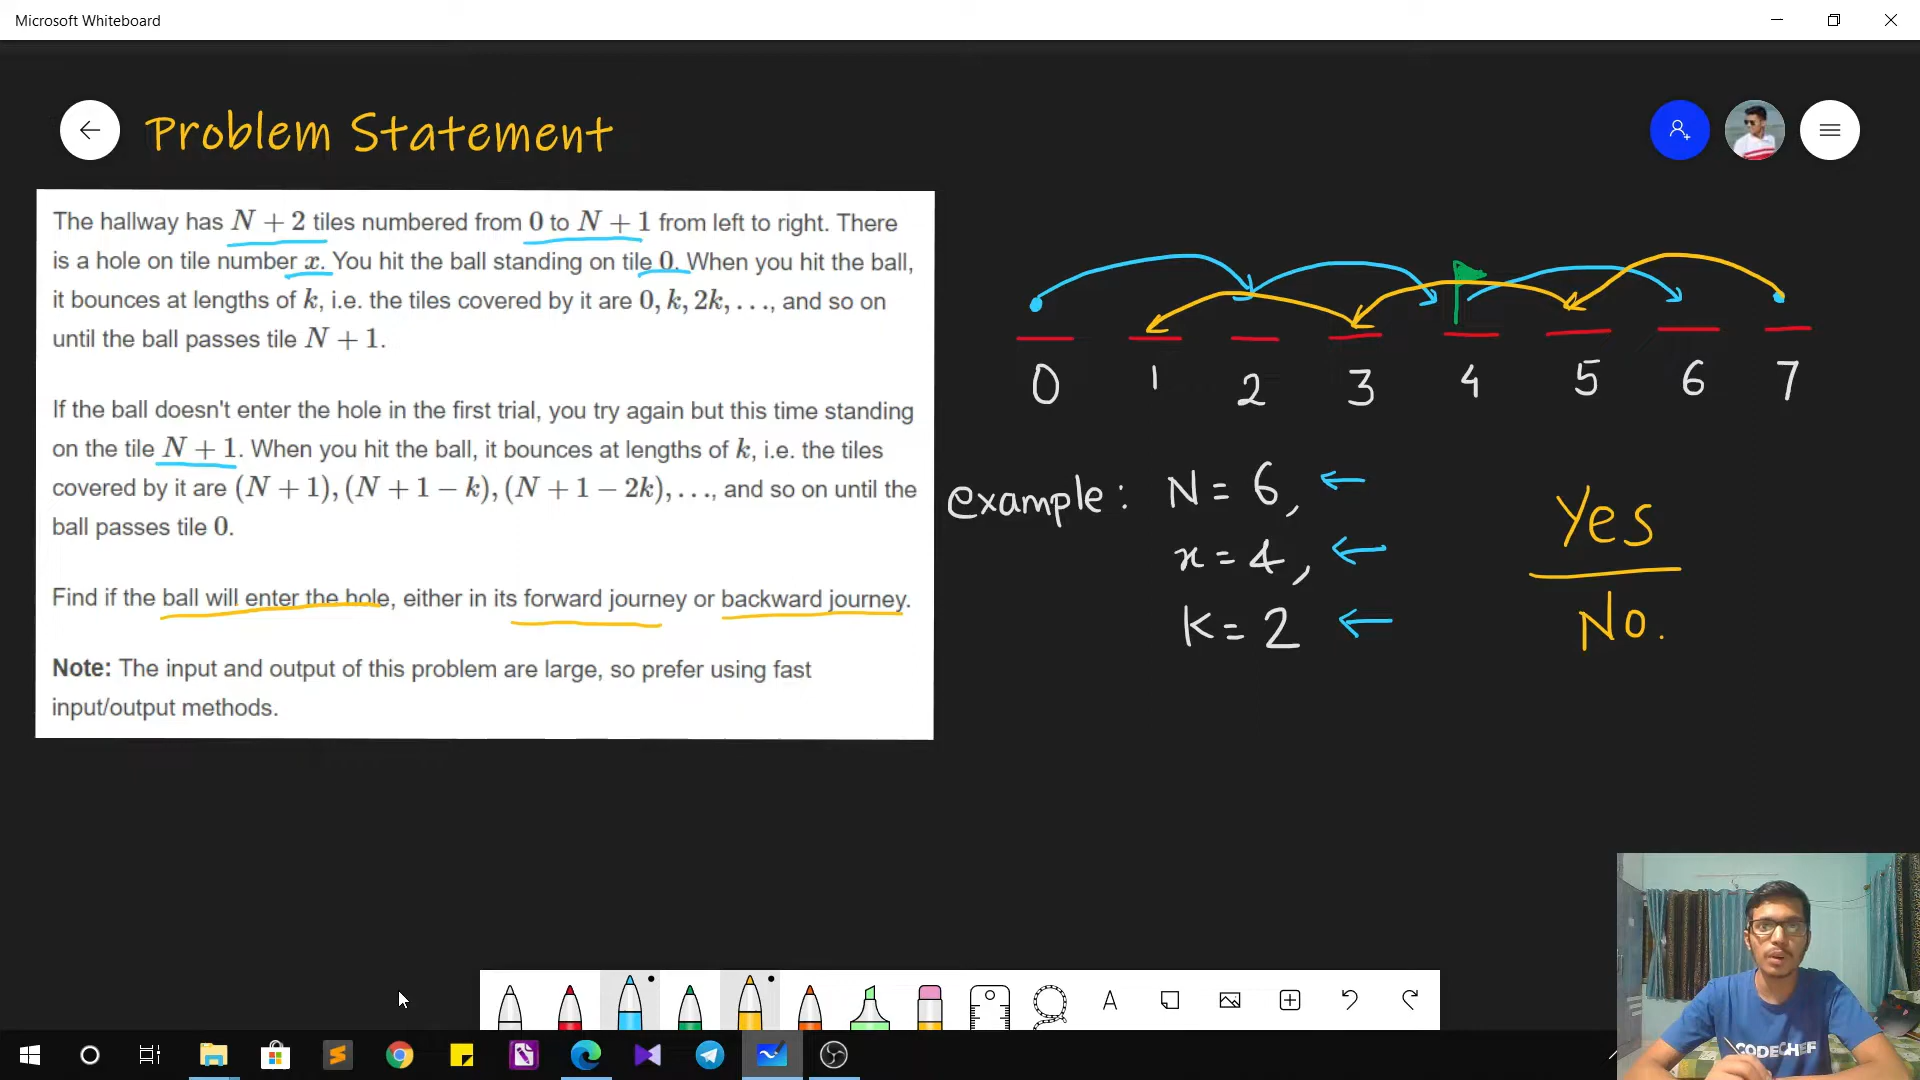 Microsoft Whiteboard
Problem Statement
The hallway has N + 2 tiles numbered from 0 to N + 1 from left to right. There
is a hole on tile number x. You hit the ball standing on tile 0. When you hit the ball,
it bounces at lengths of k, i.e. the tiles covered by it are 0, k, 2k, . . ., and so on
until the ball passes tile N + 1.
If the ball doesn't enter the hole in the first trial, you try again but this time standing
on the tile N + 1. When you hit the ball, it bounces at lengths of k, i.e. the tiles
covered by it are (N + 1), (N + 1 − k), (N + 1 − 2k), . . ., and so on until the
ball passes tile 0.
Find if the ball will enter the hole, either in its forward journey or backward journey.
Note: The input and output of this problem are large, so prefer using fast
input/output methods.
0 1 2 3 4 5 6 7
example: N = 6,
x = 4,
K = 2
Yes
No.
A
CODECHEF